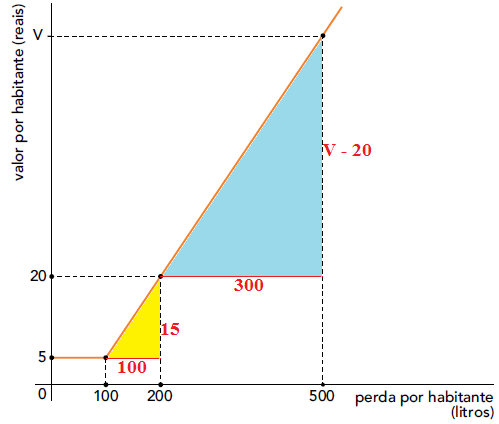 valor por habitante (reais)
V
V - 20
20
300
15
5
100
0
100
200
500
perda por habitante
(litros)